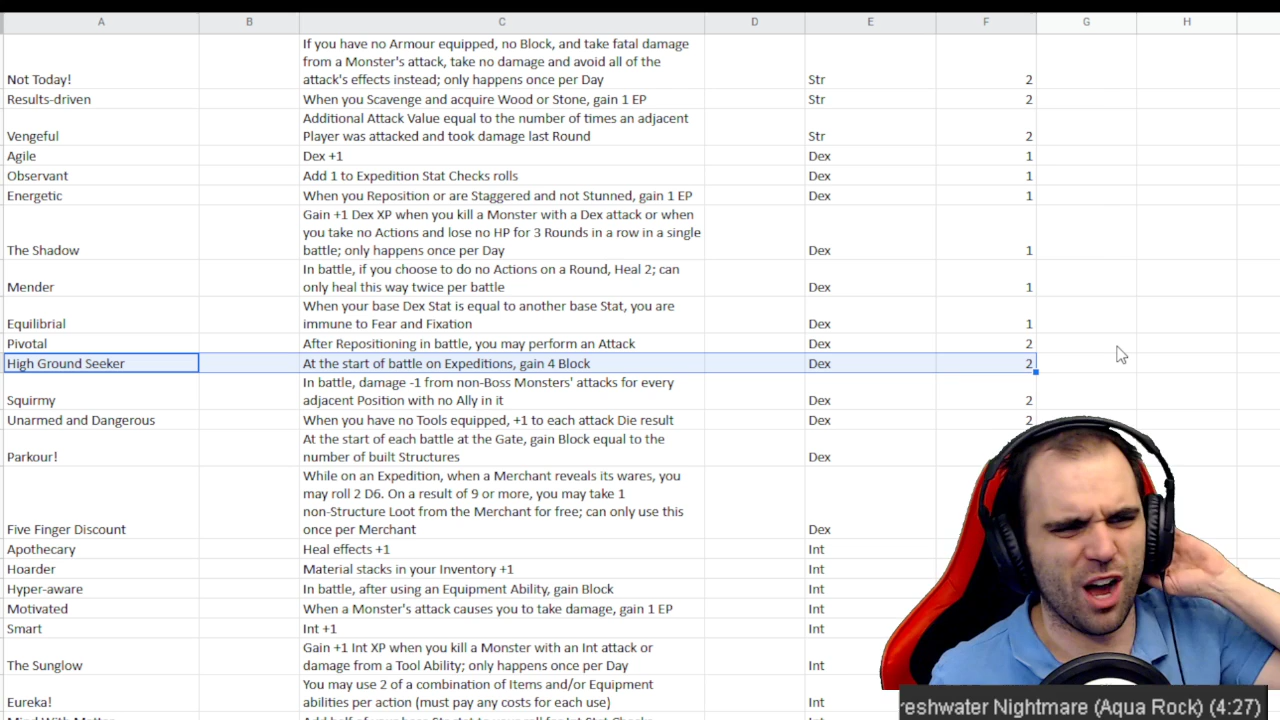 A B C D E F G H
If you have no Armour equipped, no Block, and take fatal damage
from a Monster's attack, take no damage and avoid all of the
Not Today! attack's effects instead; only happens once per Day Str 2
Results-driven When you Scavenge and acquire Wood or Stone, gain 1 EP Str 2
Additional Attack Value equal to the number of times an adjacent
Vengeful Player was attacked and took damage last Round Str 2
Agile Dex +1 Dex 1
Observant Add 1 to Expedition Stat Checks rolls Dex 1
Energetic When you Reposition or are Staggered and not Stunned, gain 1 EP Dex 1
Gain +1 Dex XP when you kill a Monster with a Dex attack or when
you take no Actions and lose no HP for 3 Rounds in a row in a single
The Shadow battle; only happens once per Day Dex 1
In battle, if you choose to do no Actions on a Round, Heal 2; can
Mender only heal this way twice per battle Dex 1
When your base Dex Stat is equal to another base Stat, you are
Equilibrial immune to Fear and Fixation Dex 1
Pivotal After Repositioning in battle, you may perform an Attack Dex 2
High Ground Seeker At the start of battle on Expeditions, gain 4 Block Dex 2
In battle, damage -1 from non-Boss Monsters' attacks for every
Squirmy adjacent Position with no Ally in it Dex 2
Unarmed and Dangerous When you have no Tools equipped, +1 to each attack Die result Dex 2
At the start of each battle at the Gate, gain Block equal to the
Parkour! number of built Structures Dex
While on an Expedition, when a Merchant reveals its wares, you
may roll 2 D6. On a result of 9 or more, you may take 1
non-Structure Loot from the Merchant for free; can only use this
Five Finger Discount once per Merchant Dex
Apothecary Heal effects +1 Int
Hoarder Material stacks in your Inventory +1 Int
Hyper-aware In battle, after using an Equipment Ability, gain Block Int
Motivated When a Monster's attack causes you to take damage, gain 1 EP Int
Smart Int +1 Int
Gain +1 Int XP when you kill a Monster with an Int attack or
The Sunglow damage from a Tool Ability; only happens once per Day Int
You may use 2 of a combination of Items and/or Equipment
Eureka! abilities per action (must pay any costs for each use) Int
reshwater Nightmare (Aqua Rock) (4:27)